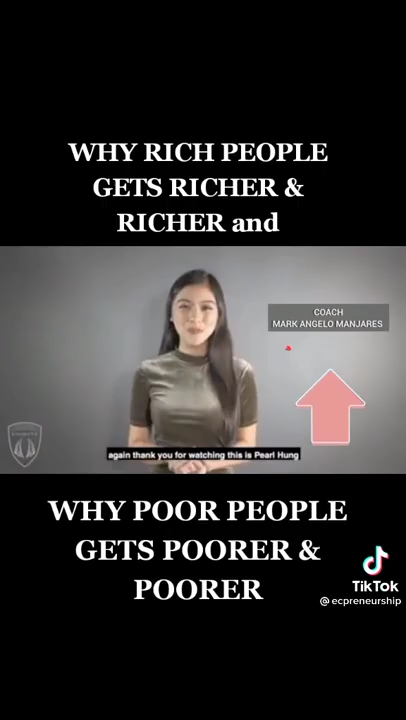 WHY RICH PEOPLE
GETS RICHER &
RICHER and
COACH
MARK ANGELO MANJARES
again thank you for watching this is Pearl Hung
WHY POOR PEOPLE
GETS POORER &
POORER
TikTok
@ecpreneurship